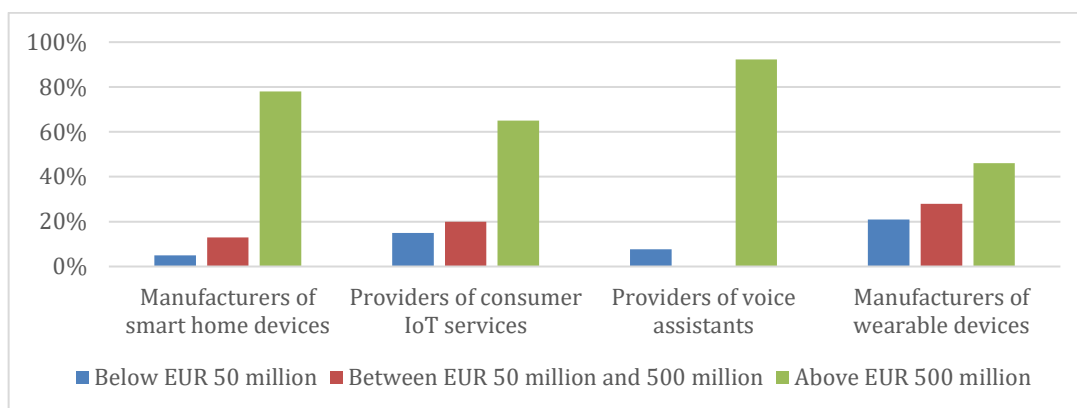 100%
80%
60%
40%
20%
0%
Manufacturers of
smart home devices
Providers of consumer
IoT services
Providers of voice
assistants
Manufacturers of
wearable devices
Below EUR 50 million
Between EUR 50 million and 500 million
Above EUR 500 million